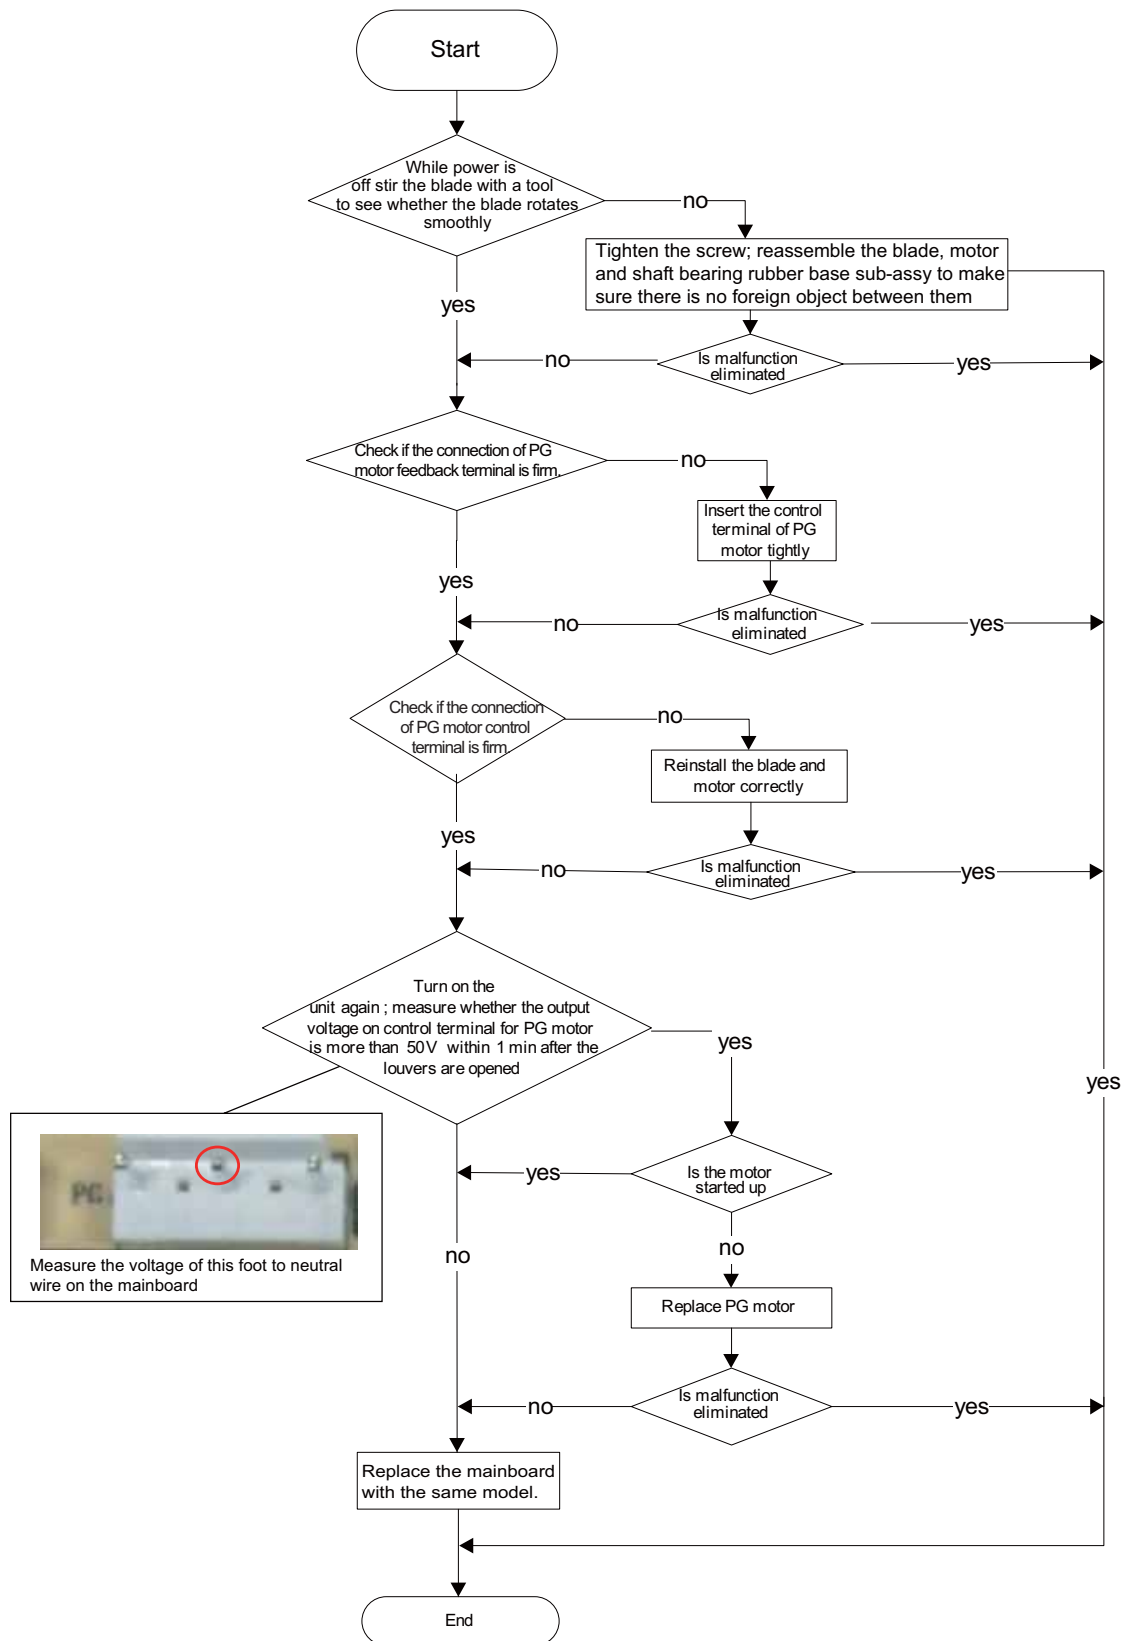 Start
While power is
off stir the blade with a tool
to see whether the blade rotates
smoothly
no
Tighten the screw; reassemble the blade, motor
and shaft bearing rubber base sub-assy to make
sure there is no foreign object between them
yes
Is malfunction
eliminated
no
yes
Check if the connection of PG
motor feedback terminal is firm.
no
Insert the control
terminal of PG
motor tightly
yes
Is malfunction
eliminated
no
yes
Check if the connection
of PG motor control
terminal is firm.
no
Reinstall the blade and
motor correctly
yes
Is malfunction
eliminated
no
yes
Turn on the
unit again ; measure whether the output
voltage on control terminal for PG motor
is more than 50V within 1 min after the
louvers are opened
yes
yes
PG
Measure the voltage of this foot to neutral
wire on the mainboard
Is the motor
started up
yes
no
no
Replace PG motor
Is malfunction
eliminated
no
yes
Replace the mainboard
with the same model.
End